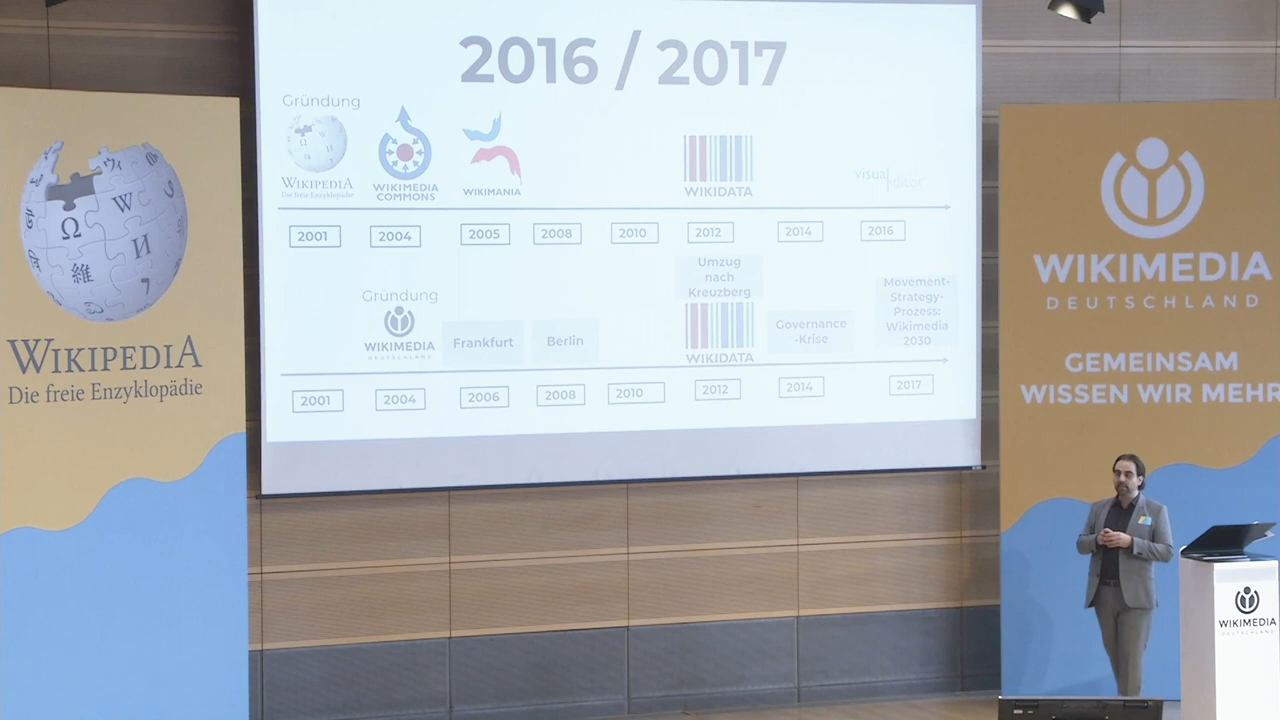 2016 / 2017
Gründung
WIKIPEDIA
Die freie Enzyklopädie
WIKIMEDIA
COMMONS
WIKIMANIA
WIKIDATA
visual editor
2001
2004
2005
2008
2010
2012
2014
2016
Gründung
WIKIMEDIA
DEUTSCHLAND
Frankfurt
Berlin
Umzug
nach
Kreuzberg
WIKIDATA
Governance
-Krise
Movement-
Strategy-
Prozess:
Wikimedia
2030
2001
2004
2006
2008
2010
2012
2014
2017
Ω
W
И
維
WIKIPEDIA
Die freie Enzyklopädie
WIKIMEDIA
DEUTSCHLAND
GEMEINSAM
WISSEN WIR MEHR
WIKIMEDIA
DEUTSCHLAND